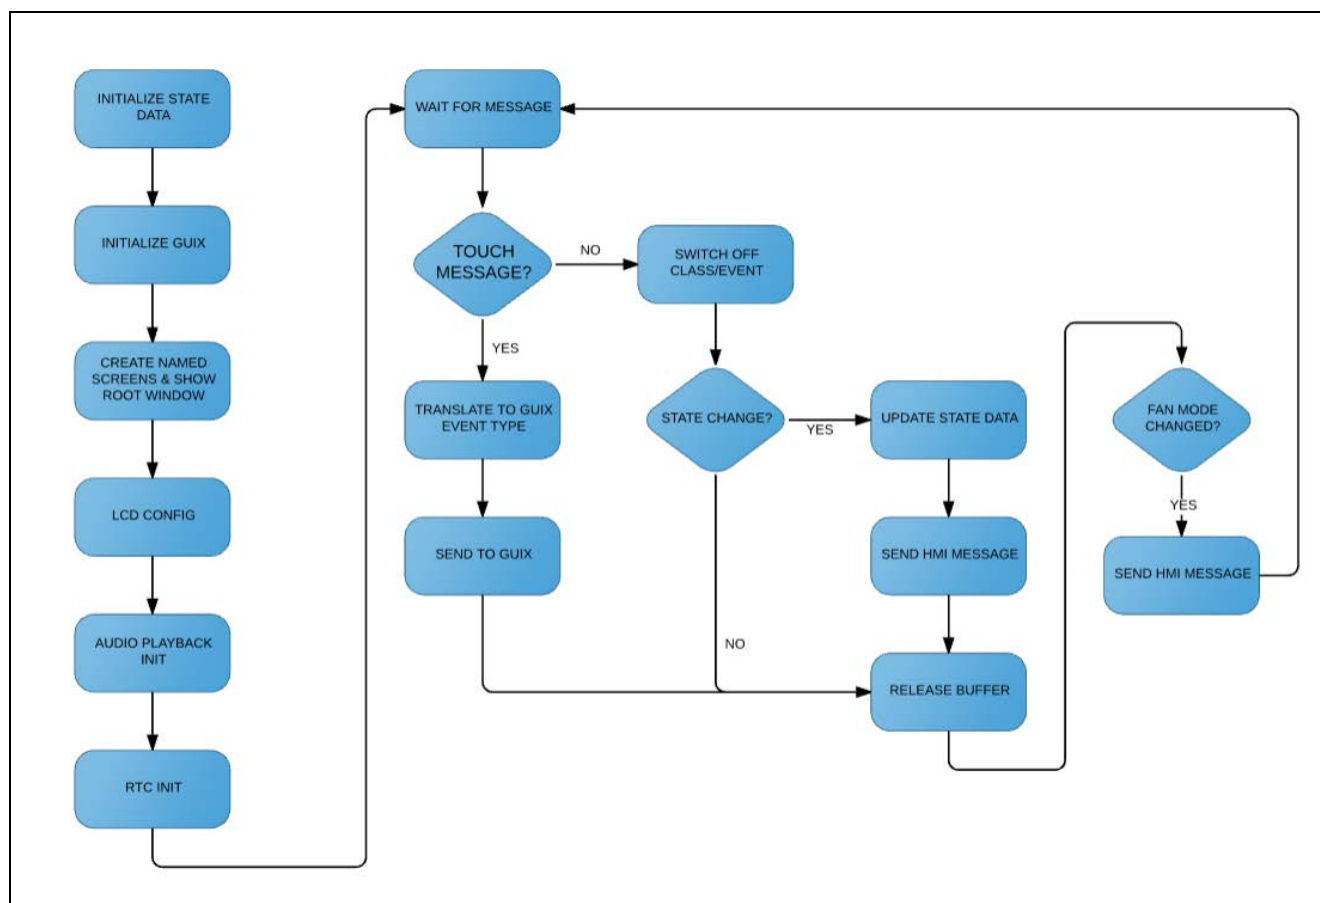 INITIALIZE STATE
DATA
INITIALIZE GUIX
CREATE NAMED
SCREENS & SHOW
ROOT WINDOW
LCD CONFIG
AUDIO PLAYBACK
INIT
RTC INIT
WAIT FOR MESSAGE
TOUCH
MESSAGE?
NO
SWITCH OFF
CLASS/EVENT
YES
TRANSLATE TO GUIX
EVENT TYPE
SEND TO GUIX
STATE CHANGE?
YES
NO
UPDATE STATE DATA
SEND HMI MESSAGE
RELEASE BUFFER
FAN MODE
CHANGED?
YES
SEND HMI MESSAGE